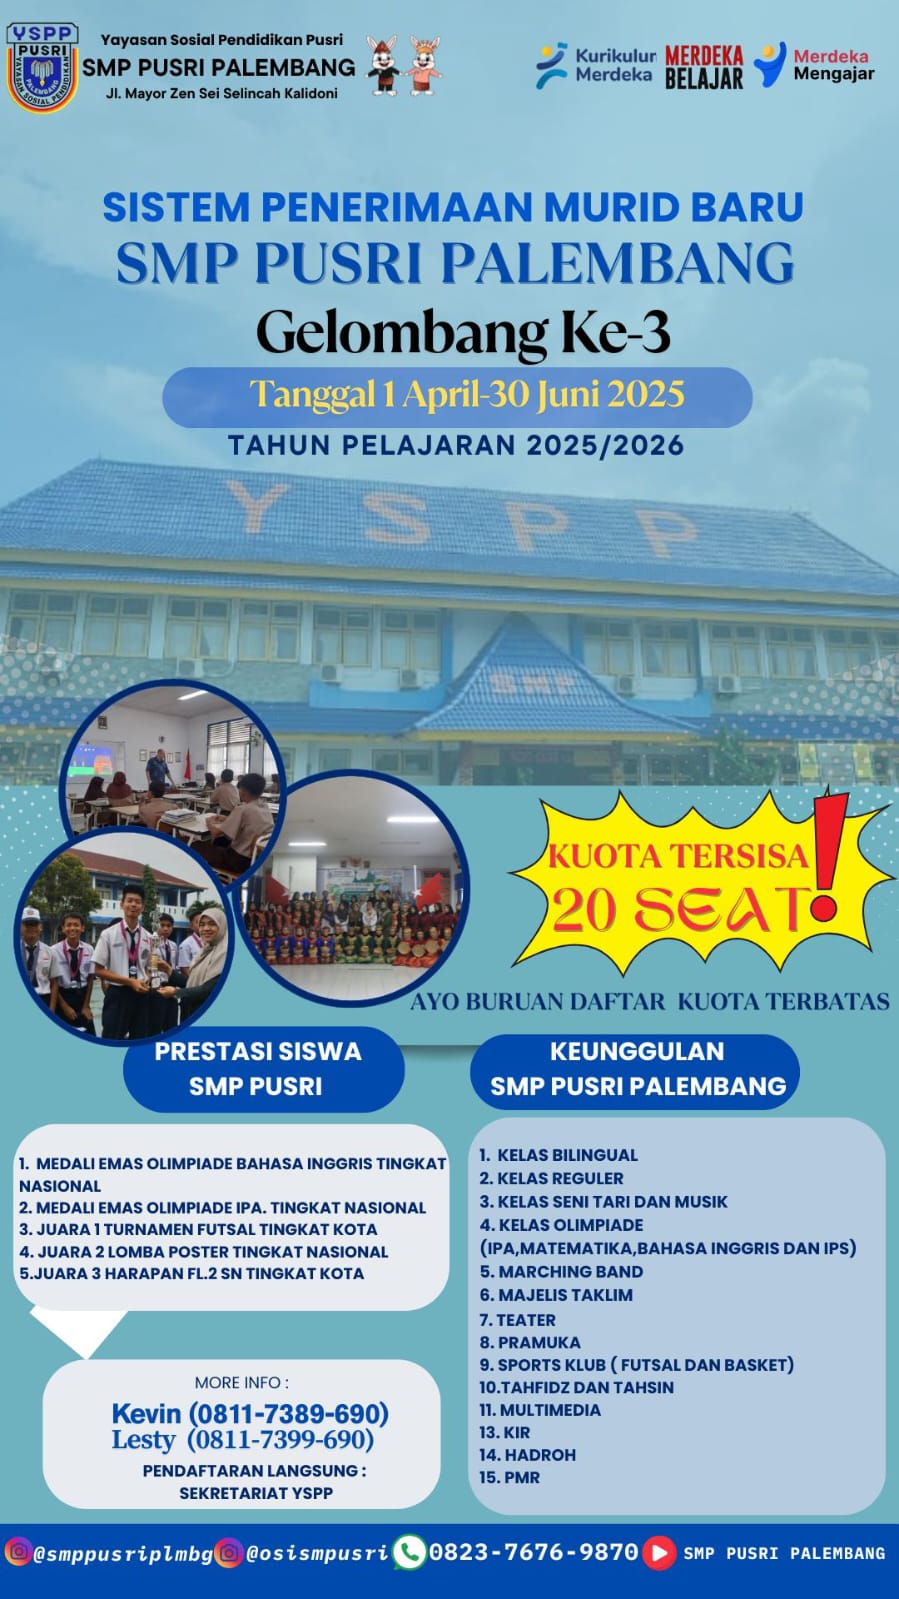 YSPP
PUSRI
PALEMBANG
YAYASAN SOSIAL PENDIDIKAN
Yayasan Sosial Pendidikan Pusri
SMP PUSRI PALEMBANG
Jl. Mayor Zen Sei Selincah Kalidoni
Kurikulur
Merdeka
MERDEKA
BELAJAR
Merdeka
Mengajar
SISTEM PENERIMAAN MURID BARU
SMP PUSRI PALEMBANG
Gelombang Ke-3
Tanggal 1 April-30 Juni 2025
TAHUN PELAJARAN 2025/2026
YSPP
SMP
KUOTA TERSISA
20 SEAT!
AYO BURUAN DAFTAR KUOTA TERBATAS
PRESTASI SISWA
SMP PUSRI
1. MEDALI EMAS OLIMPIADE BAHASA INGGRIS TINGKAT
NASIONAL
2. MEDALI EMAS OLIMPIADE IPA. TINGKAT NASIONAL
3. JUARA 1 TURNAMEN FUTSAL TINGKAT KOTA
4. JUARA 2 LOMBA POSTER TINGKAT NASIONAL
5.JUARA 3 HARAPAN FL.2 SN TINGKAT KOTA
KEUNGGULAN
SMP PUSRI PALEMBANG
1. KELAS BILINGUAL
2. KELAS REGULER
3. KELAS SENI TARI DAN MUSIK
4. KELAS OLIMPIADE
(IPA,MATEMATIKA,BAHASA INGGRIS DAN IPS)
5. MARCHING BAND
6. MAJELIS TAKLIM
7. TEATER
8. PRAMUKA
9. SPORTS KLUB ( FUTSAL DAN BASKET)
10.TAHFIDZ DAN TAHSIN
11. MULTIMEDIA
13. KIR
14. HADROH
15. PMR
MORE INFO :
Kevin (0811-7389-690)
Lesty (0811-7399-690)
PENDAFTARAN LANGSUNG :
SEKRETARIAT YSPP
@smppusriplmbg @osismpusri 0823-7676-9870 SMP PUSRI PALEMBANG